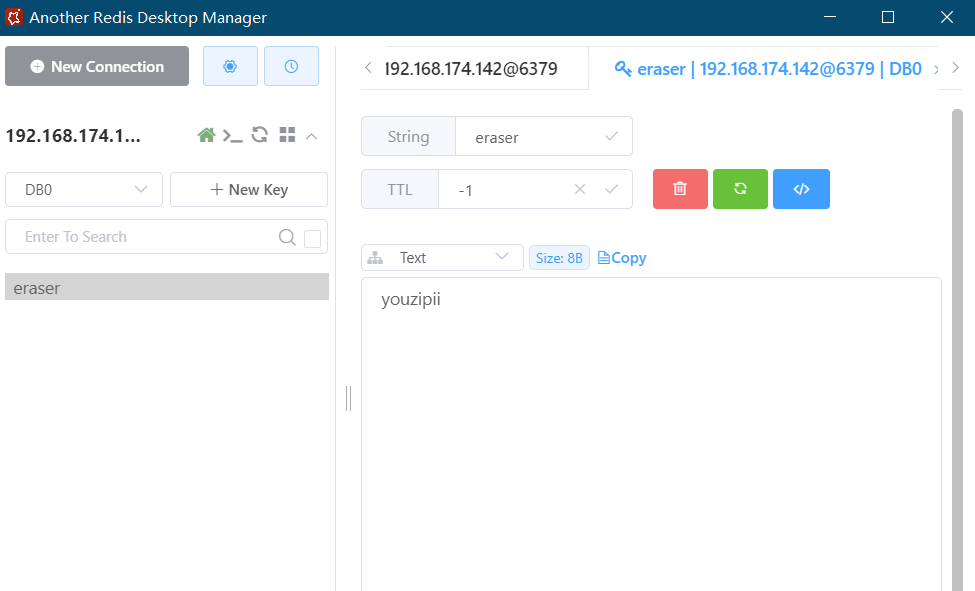 Another Redis Desktop Manager
New Connection
192.168.174.142@6379
eraser | 192.168.174.142@6379 | DB0
192.168.174.1...
String
eraser
DB0
New Key
TTL
-1
Enter To Search
Text
Size: 8B
Copy
eraser
youzipii